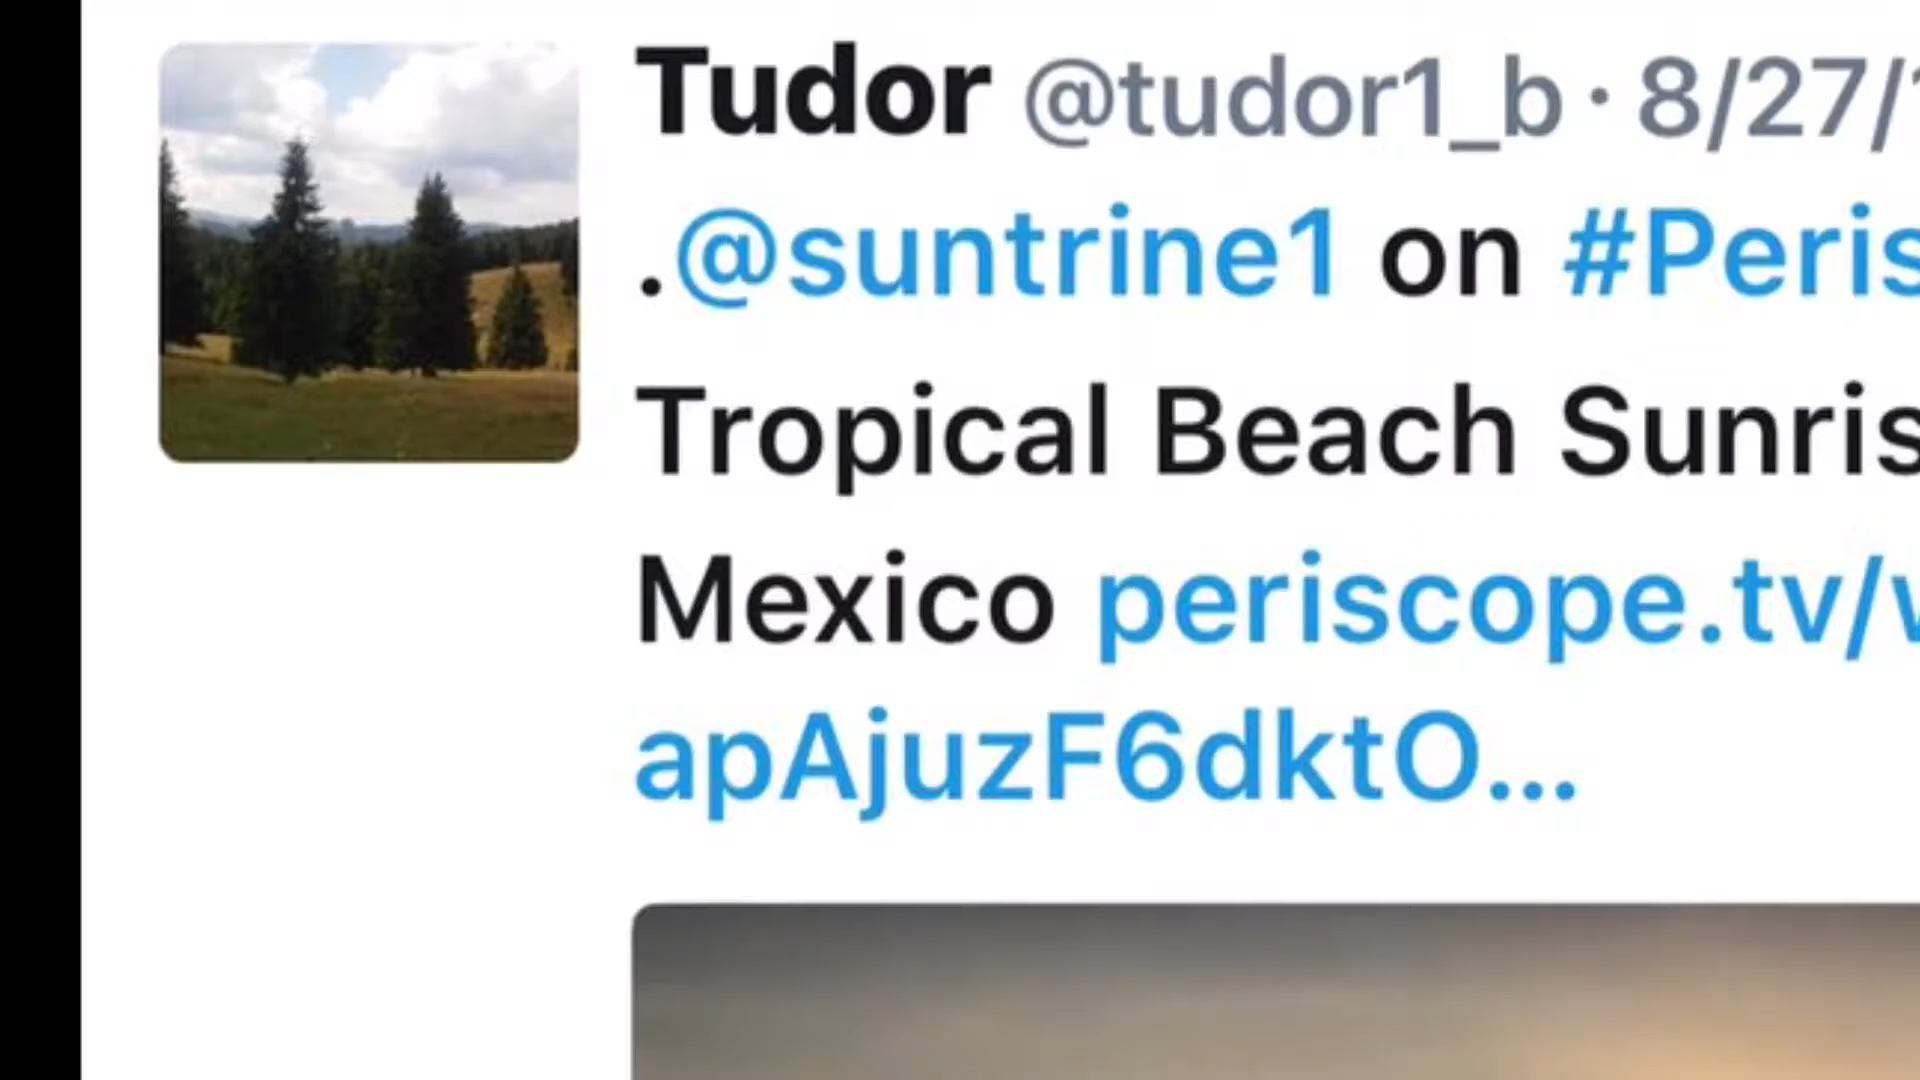 Tudor @tudor1_b · 8/27/
.@suntrine1 on #Peris
Tropical Beach Sunris
Mexico periscope.tv/
apAjuzF6dktO...